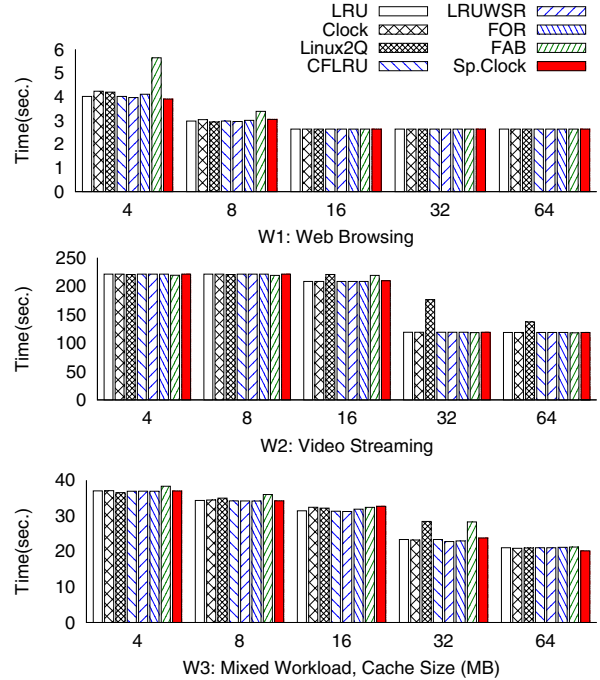 LRU
Clock
Linux2Q
CFLRU
LRUWSR
FOR
FAB
Sp.Clock
Time(sec.)
6
5
4
3
2
1
0
4 8 16 32 64
W1: Web Browsing
Time(sec.)
250
200
150
100
50
0
4 8 16 32 64
W2: Video Streaming
Time(sec.)
40
30
20
10
0
4 8 16 32 64
W3: Mixed Workload, Cache Size (MB)